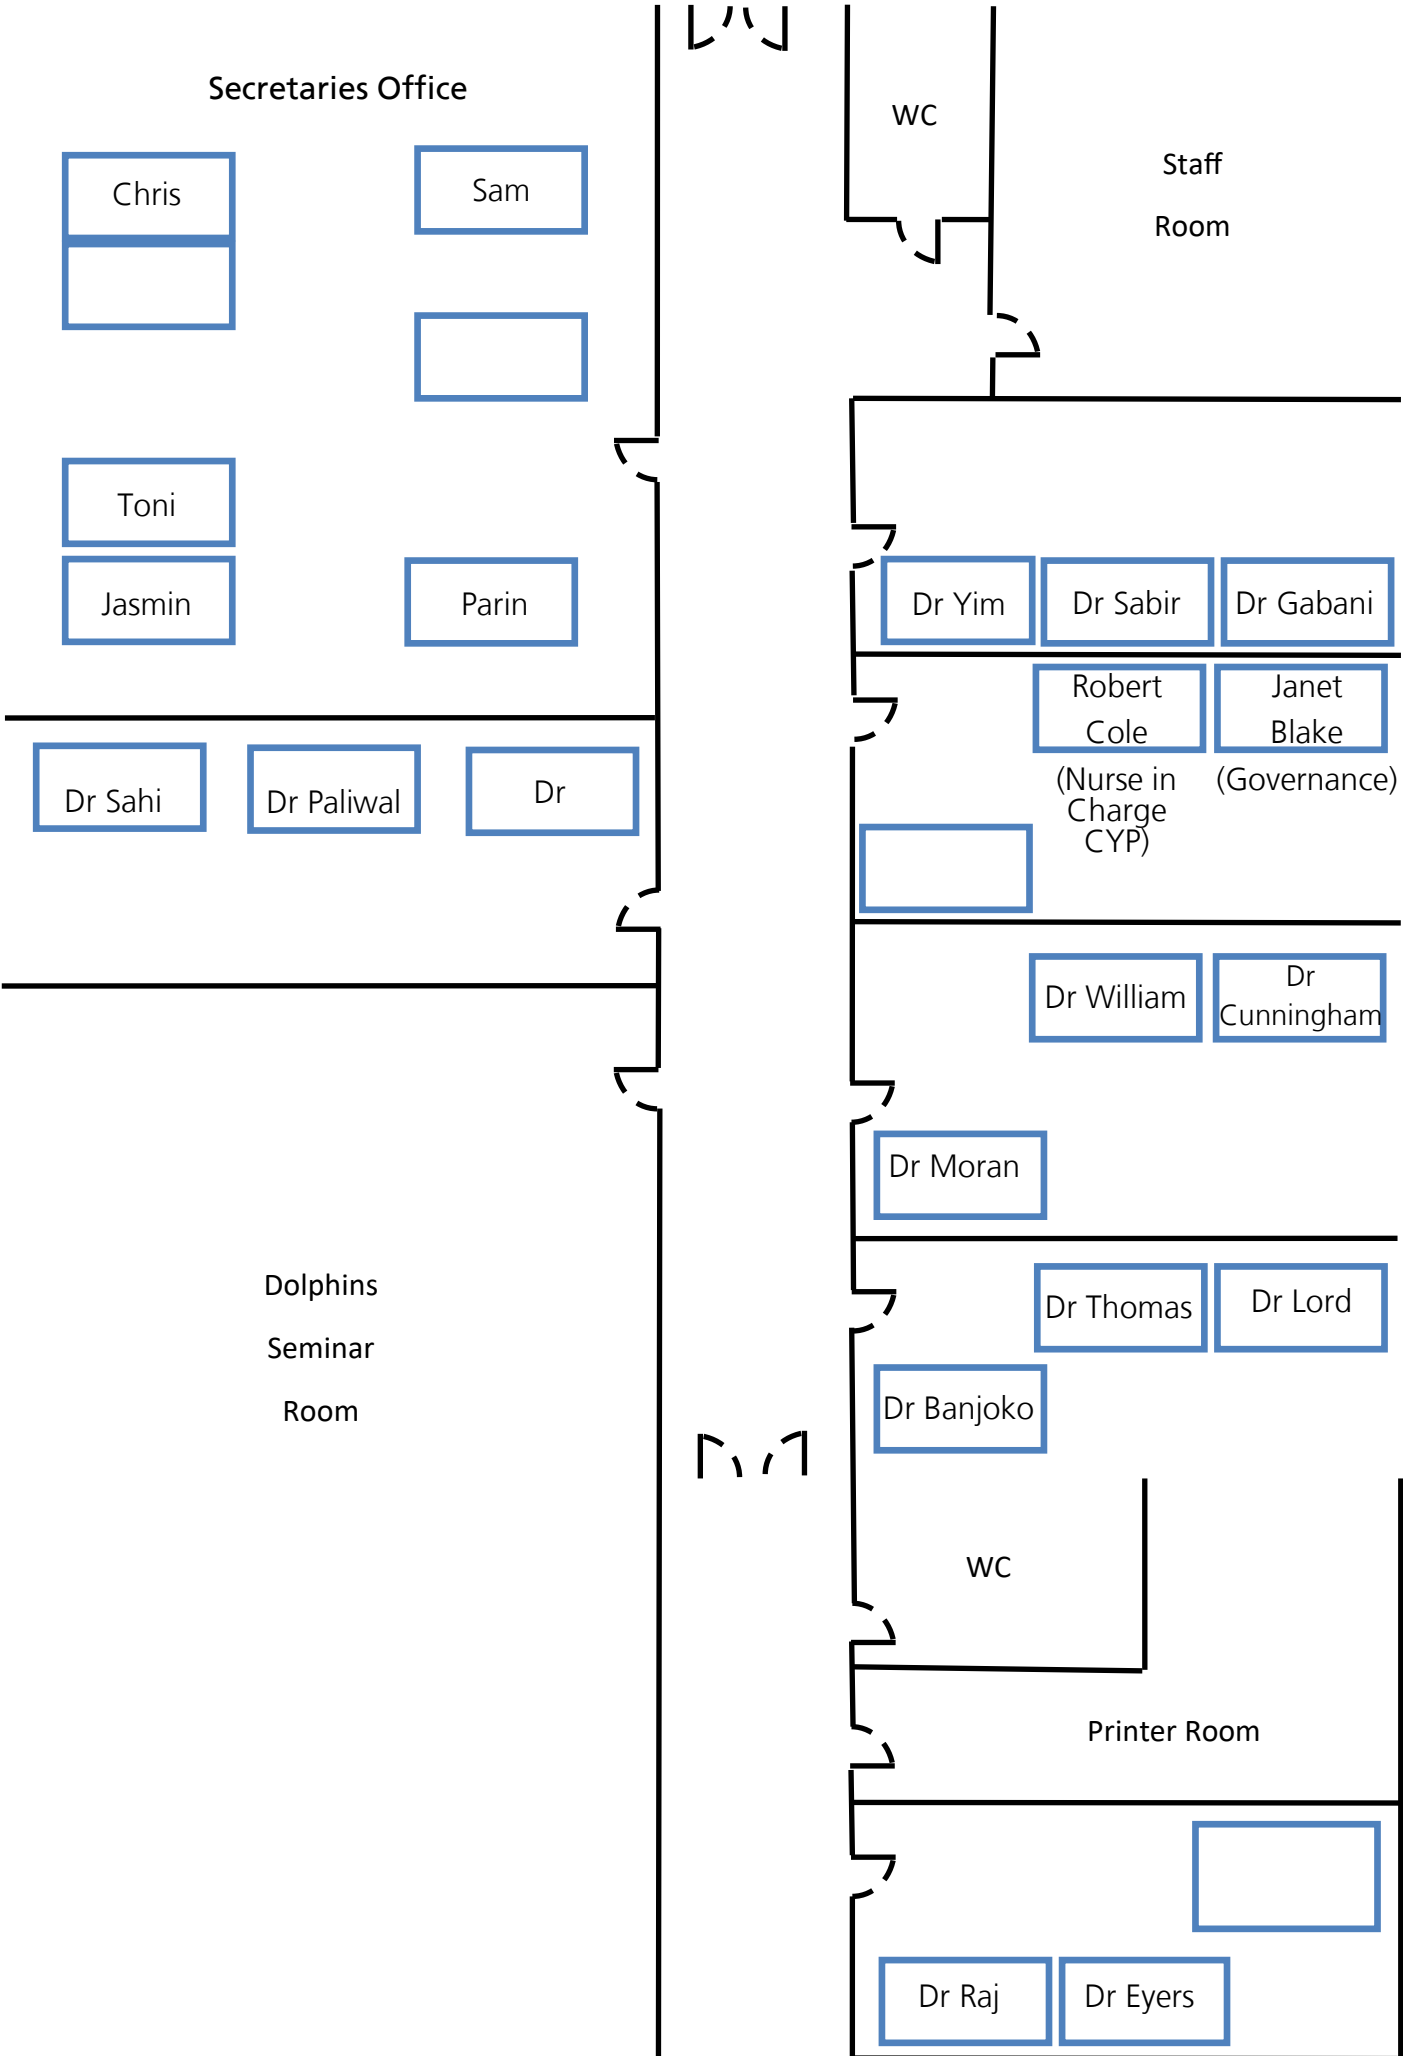 Secretaries Office
WC
Staff
Room
Chris
Sam
Toni
Jasmin
Parin
Dr Yim
Dr Sabir
Dr Gabani
Robert
Cole
(Nurse in
Charge
CYP)
Janet
Blake
(Governance)
Dr Sahi
Dr Paliwal
Dr
Dr William
Dr
Cunningham
Dr Moran
Dolphins
Seminar
Room
Dr Thomas
Dr Lord
Dr Banjoko
WC
Printer Room
Dr Raj
Dr Eyers